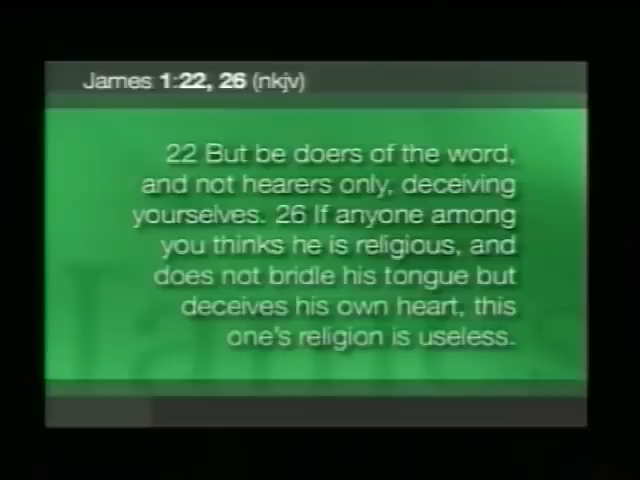 James 1:22, 26 (nkjv)
22 But be doers of the word,
and not hearers only, deceiving
yourselves. 26 If anyone among
you thinks he is religious, and
does not bridle his tongue but
deceives his own heart, this
one's religion is useless.
James